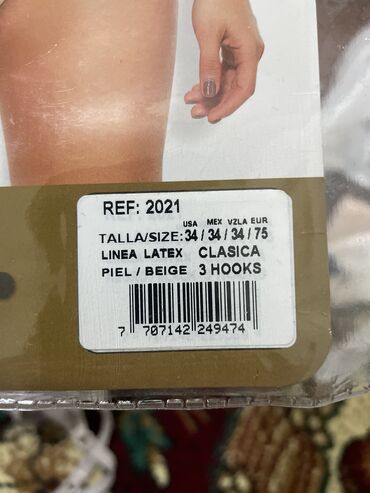 REF: 2021
USA MEX VZLA EUR
TALLA/SIZE: 34 / 34 / 34 / 75
LINEA LATEX CLASICA
PIEL / BEIGE 3 HOOKS
7 707142 249474